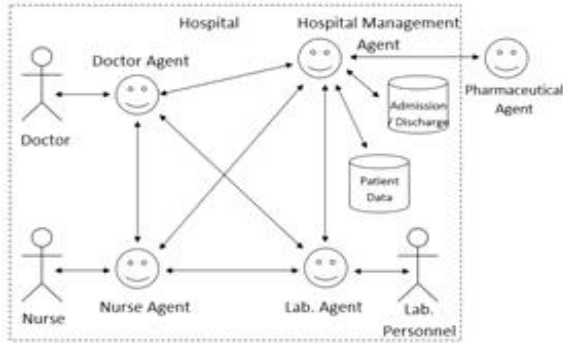 Hospital
Hospital Management
Agent
Doctor Agent
Pharmaceutical
Agent
Admission
/ Discharge
Doctor
Patient
Data
Nurse Agent
Lab. Agent
Nurse
Lab.
Personnel